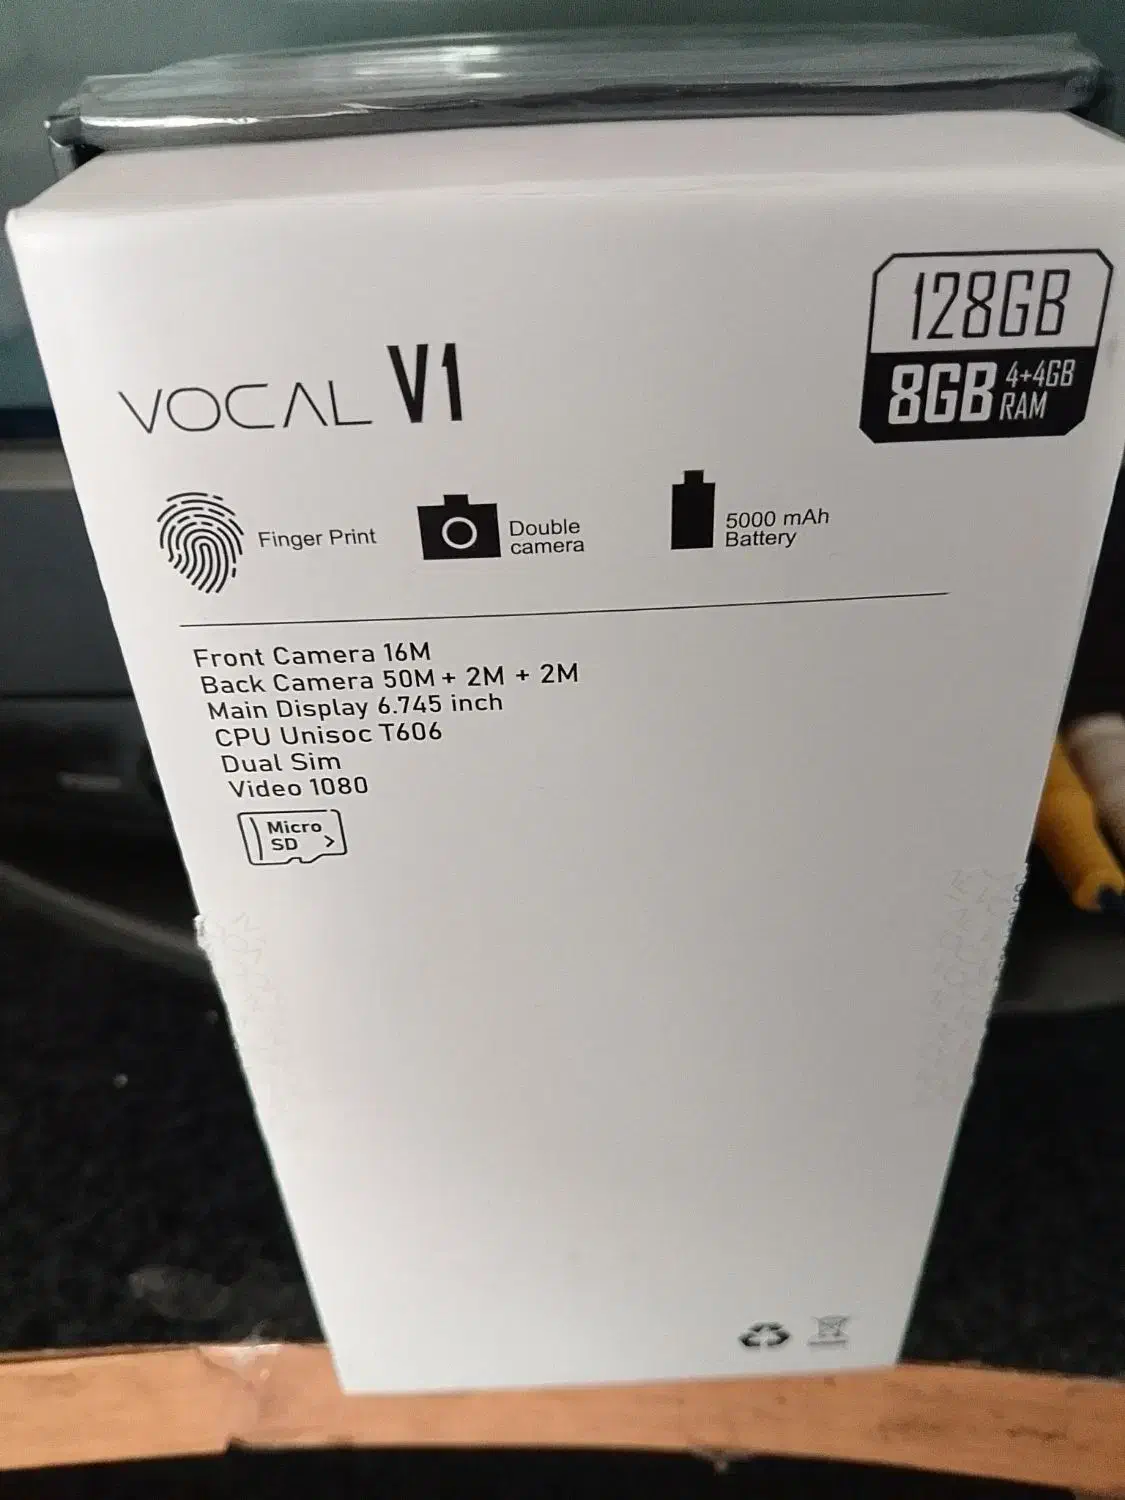 VOCAL V1
128GB
8GB 4+4GB RAM
Finger Print
Double
camera
5000 mAh
Battery
Front Camera 16M
Back Camera 50M + 2M + 2M
Main Display 6.745 inch
CPU Unisoc T606
Dual Sim
Video 1080
Micro
SD >